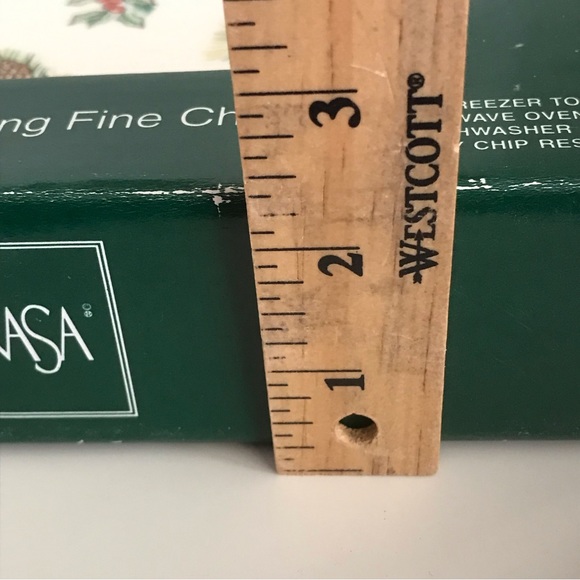 ng Fine Ch
REEZER TO
WAVE OVEN
HWASHER
Y CHIP RES
3
WESTCOTT®
2
ASA®
1